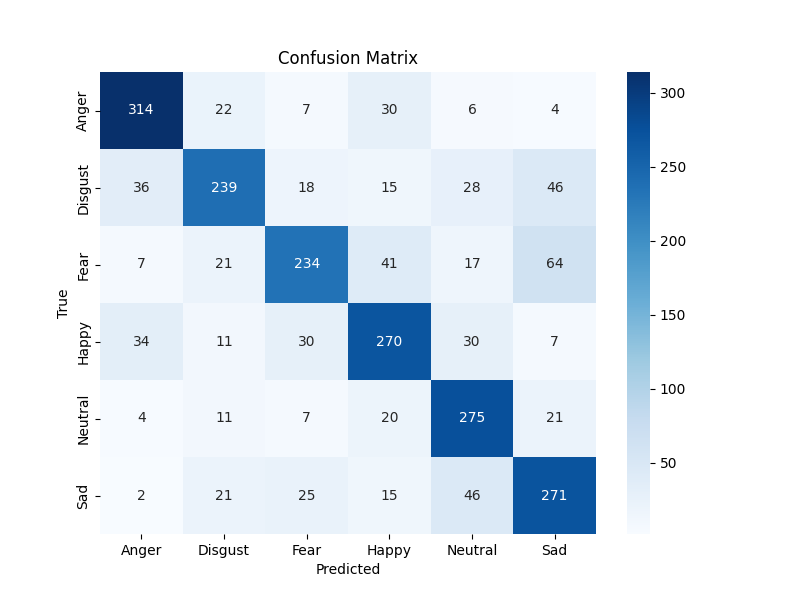 Confusion Matrix
Anger 314 22 7 30 6 4
Disgust 36 239 18 15 28 46
Fear 7 21 234 41 17 64
Happy 34 11 30 270 30 7
Neutral 4 11 7 20 275 21
Sad 2 21 25 15 46 271
Anger Disgust Fear Happy Neutral Sad
Predicted
True
300
250
200
150
100
50